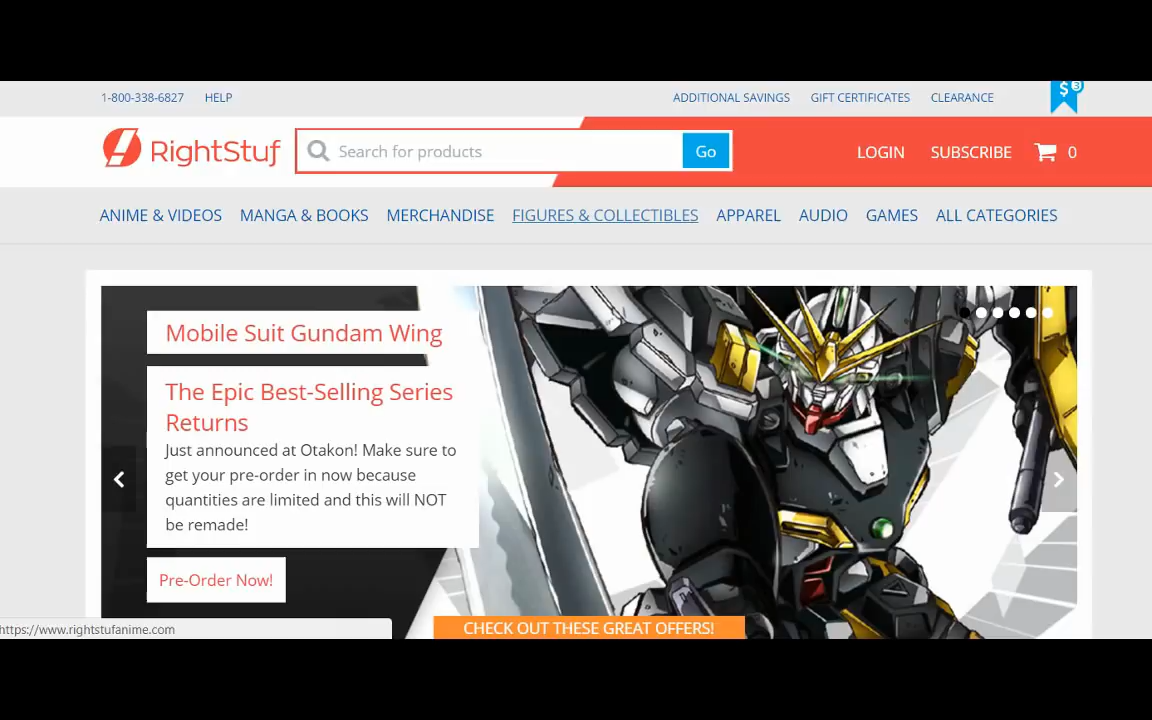 1-800-338-6827 HELP ADDITIONAL SAVINGS GIFT CERTIFICATES CLEARANCE $ 3
RightStuf Search for products Go LOGIN SUBSCRIBE 0
ANIME & VIDEOS MANGA & BOOKS MERCHANDISE FIGURES & COLLECTIBLES APPAREL AUDIO GAMES ALL CATEGORIES
Mobile Suit Gundam Wing
The Epic Best-Selling Series
Returns
Just announced at Otakon! Make sure to
get your pre-order in now because
quantities are limited and this will NOT
be remade!
Pre-Order Now!
CHECK OUT THESE GREAT OFFERS!
https://www.rightstufanime.com